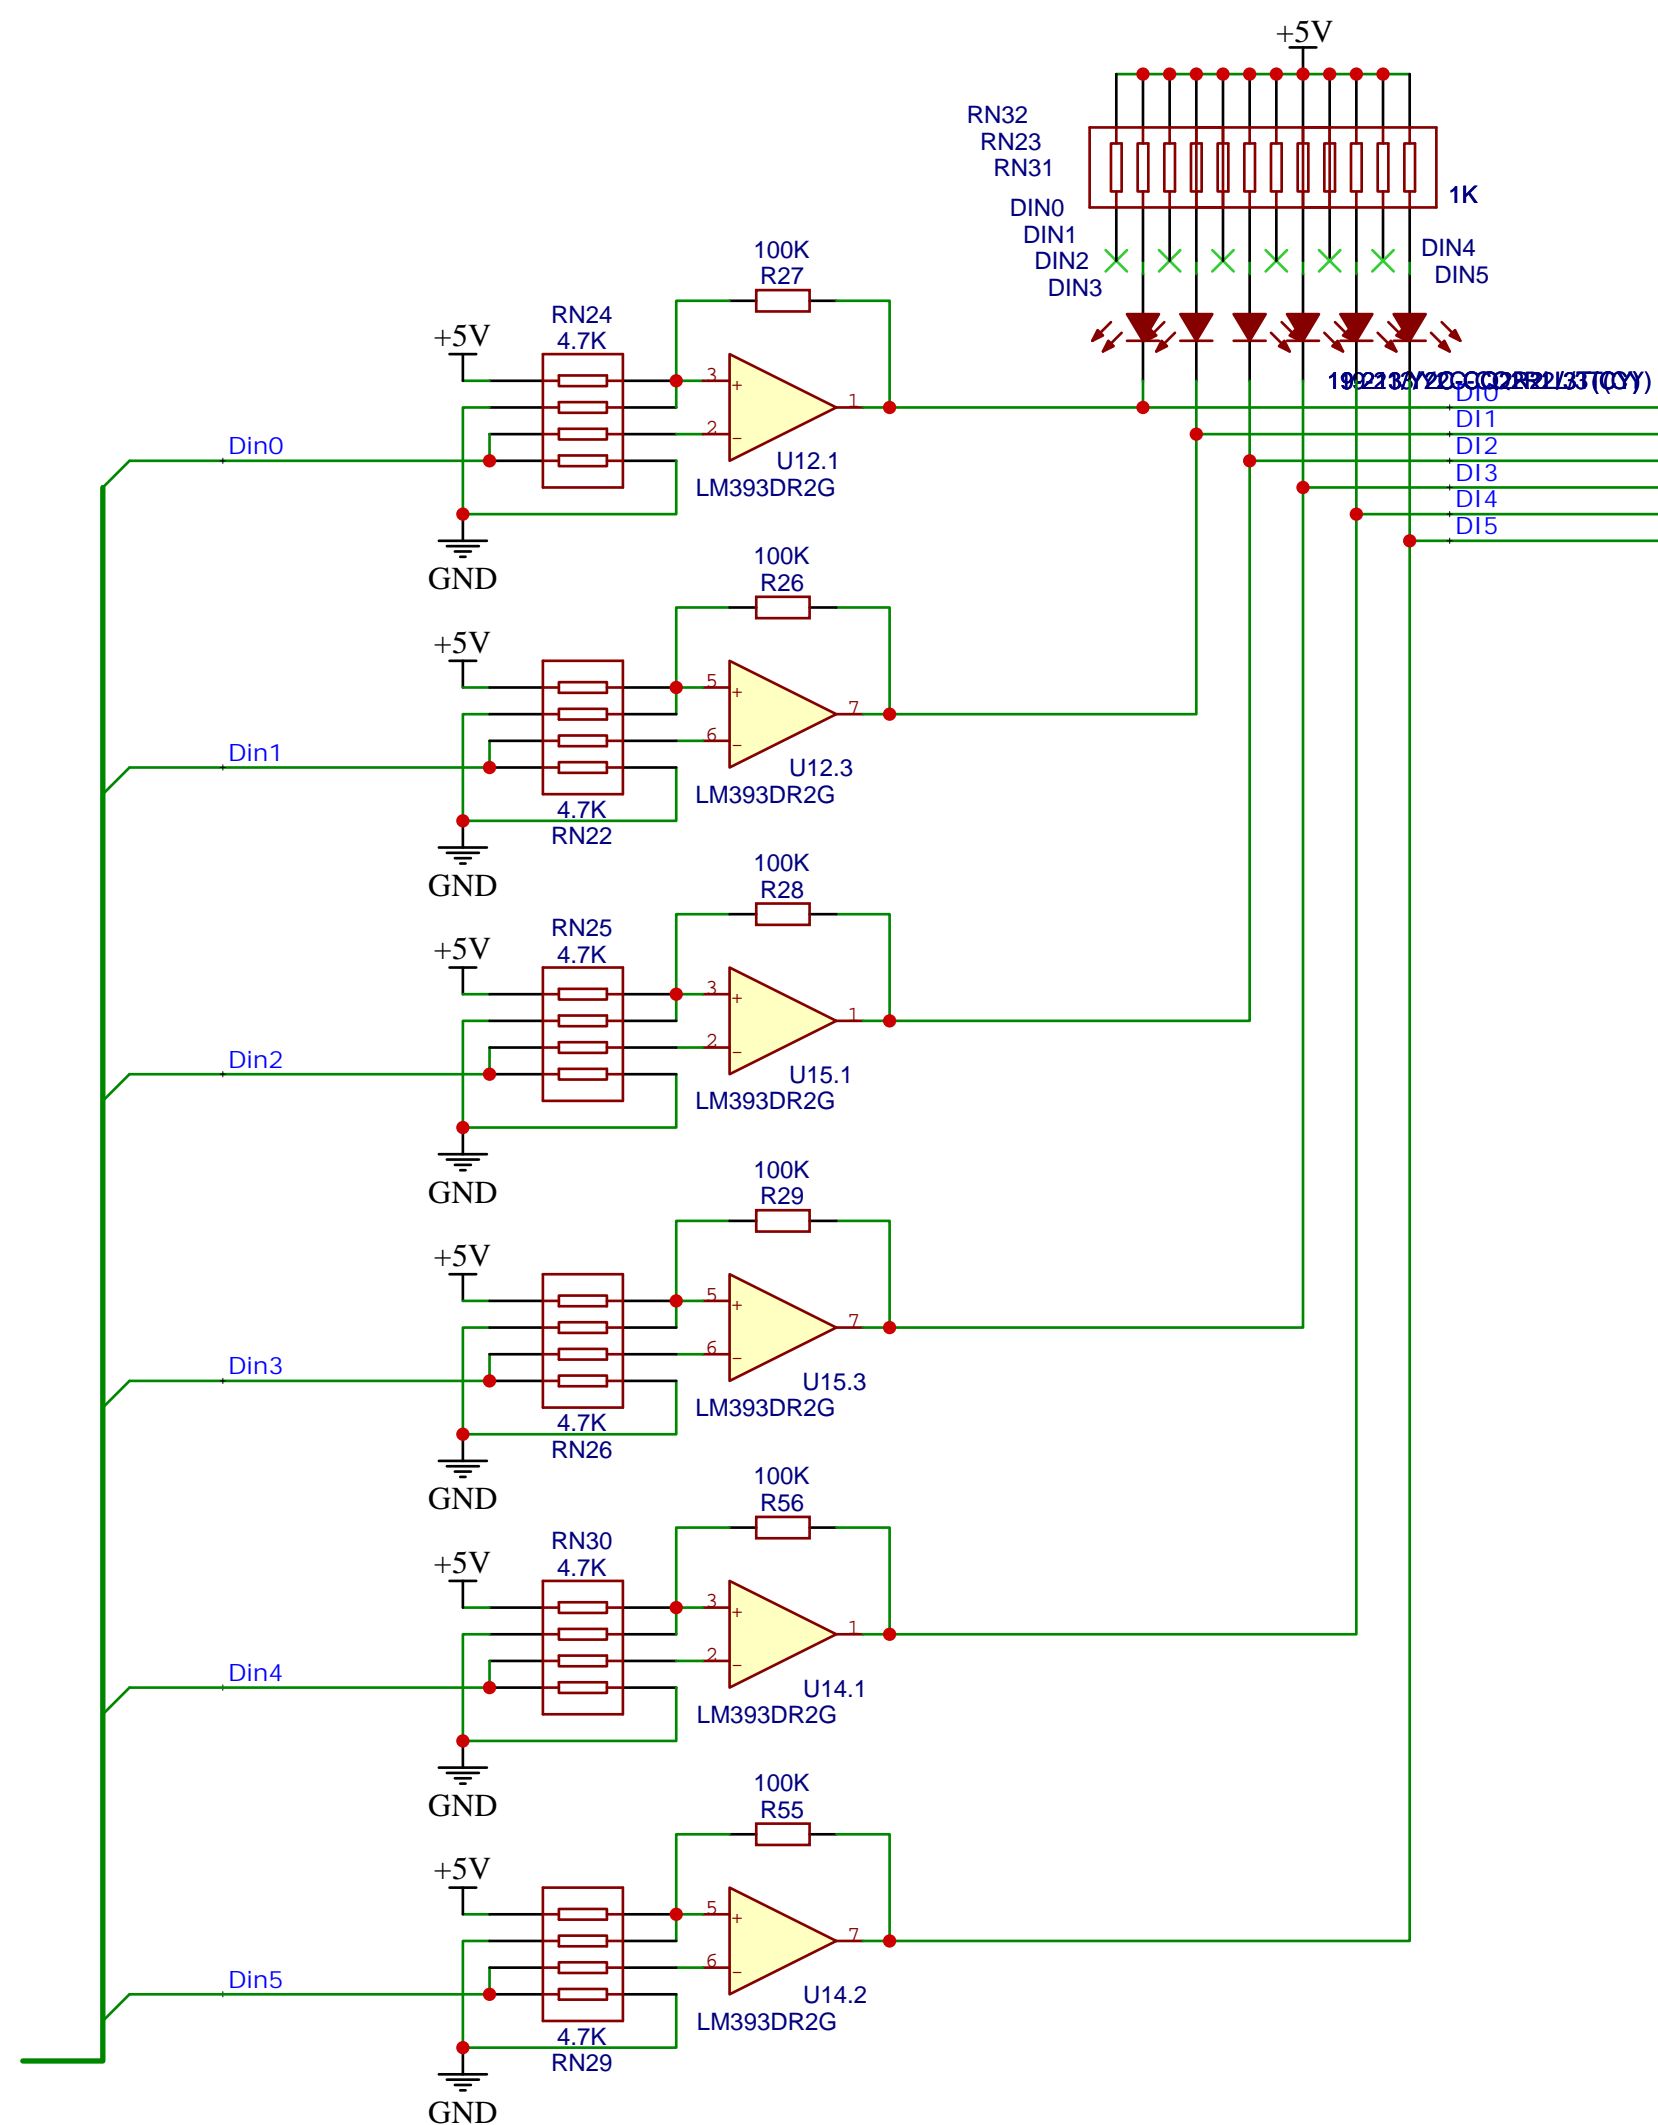 +5V
RN32
RN23
RN31
1K
DIN0
DIN1
DIN2
DIN3
DIN4
DIN5
DI0
DI1
DI2
DI3
DI4
DI5
100K
R27
RN24
4.7K
+5V
3
+
2
-
1
Din0
U12.1
LM393DR2G
GND
100K
R26
+5V
5
+
6
-
7
Din1
U12.3
LM393DR2G
4.7K
RN22
GND
100K
R28
RN25
4.7K
+5V
3
+
2
-
1
Din2
U15.1
LM393DR2G
GND
100K
R29
+5V
5
+
6
-
7
Din3
U15.3
LM393DR2G
4.7K
RN26
GND
100K
R56
RN30
4.7K
+5V
3
+
2
-
1
Din4
U14.1
LM393DR2G
GND
100K
R55
+5V
5
+
6
-
7
Din5
U14.2
LM393DR2G
4.7K
RN29
GND